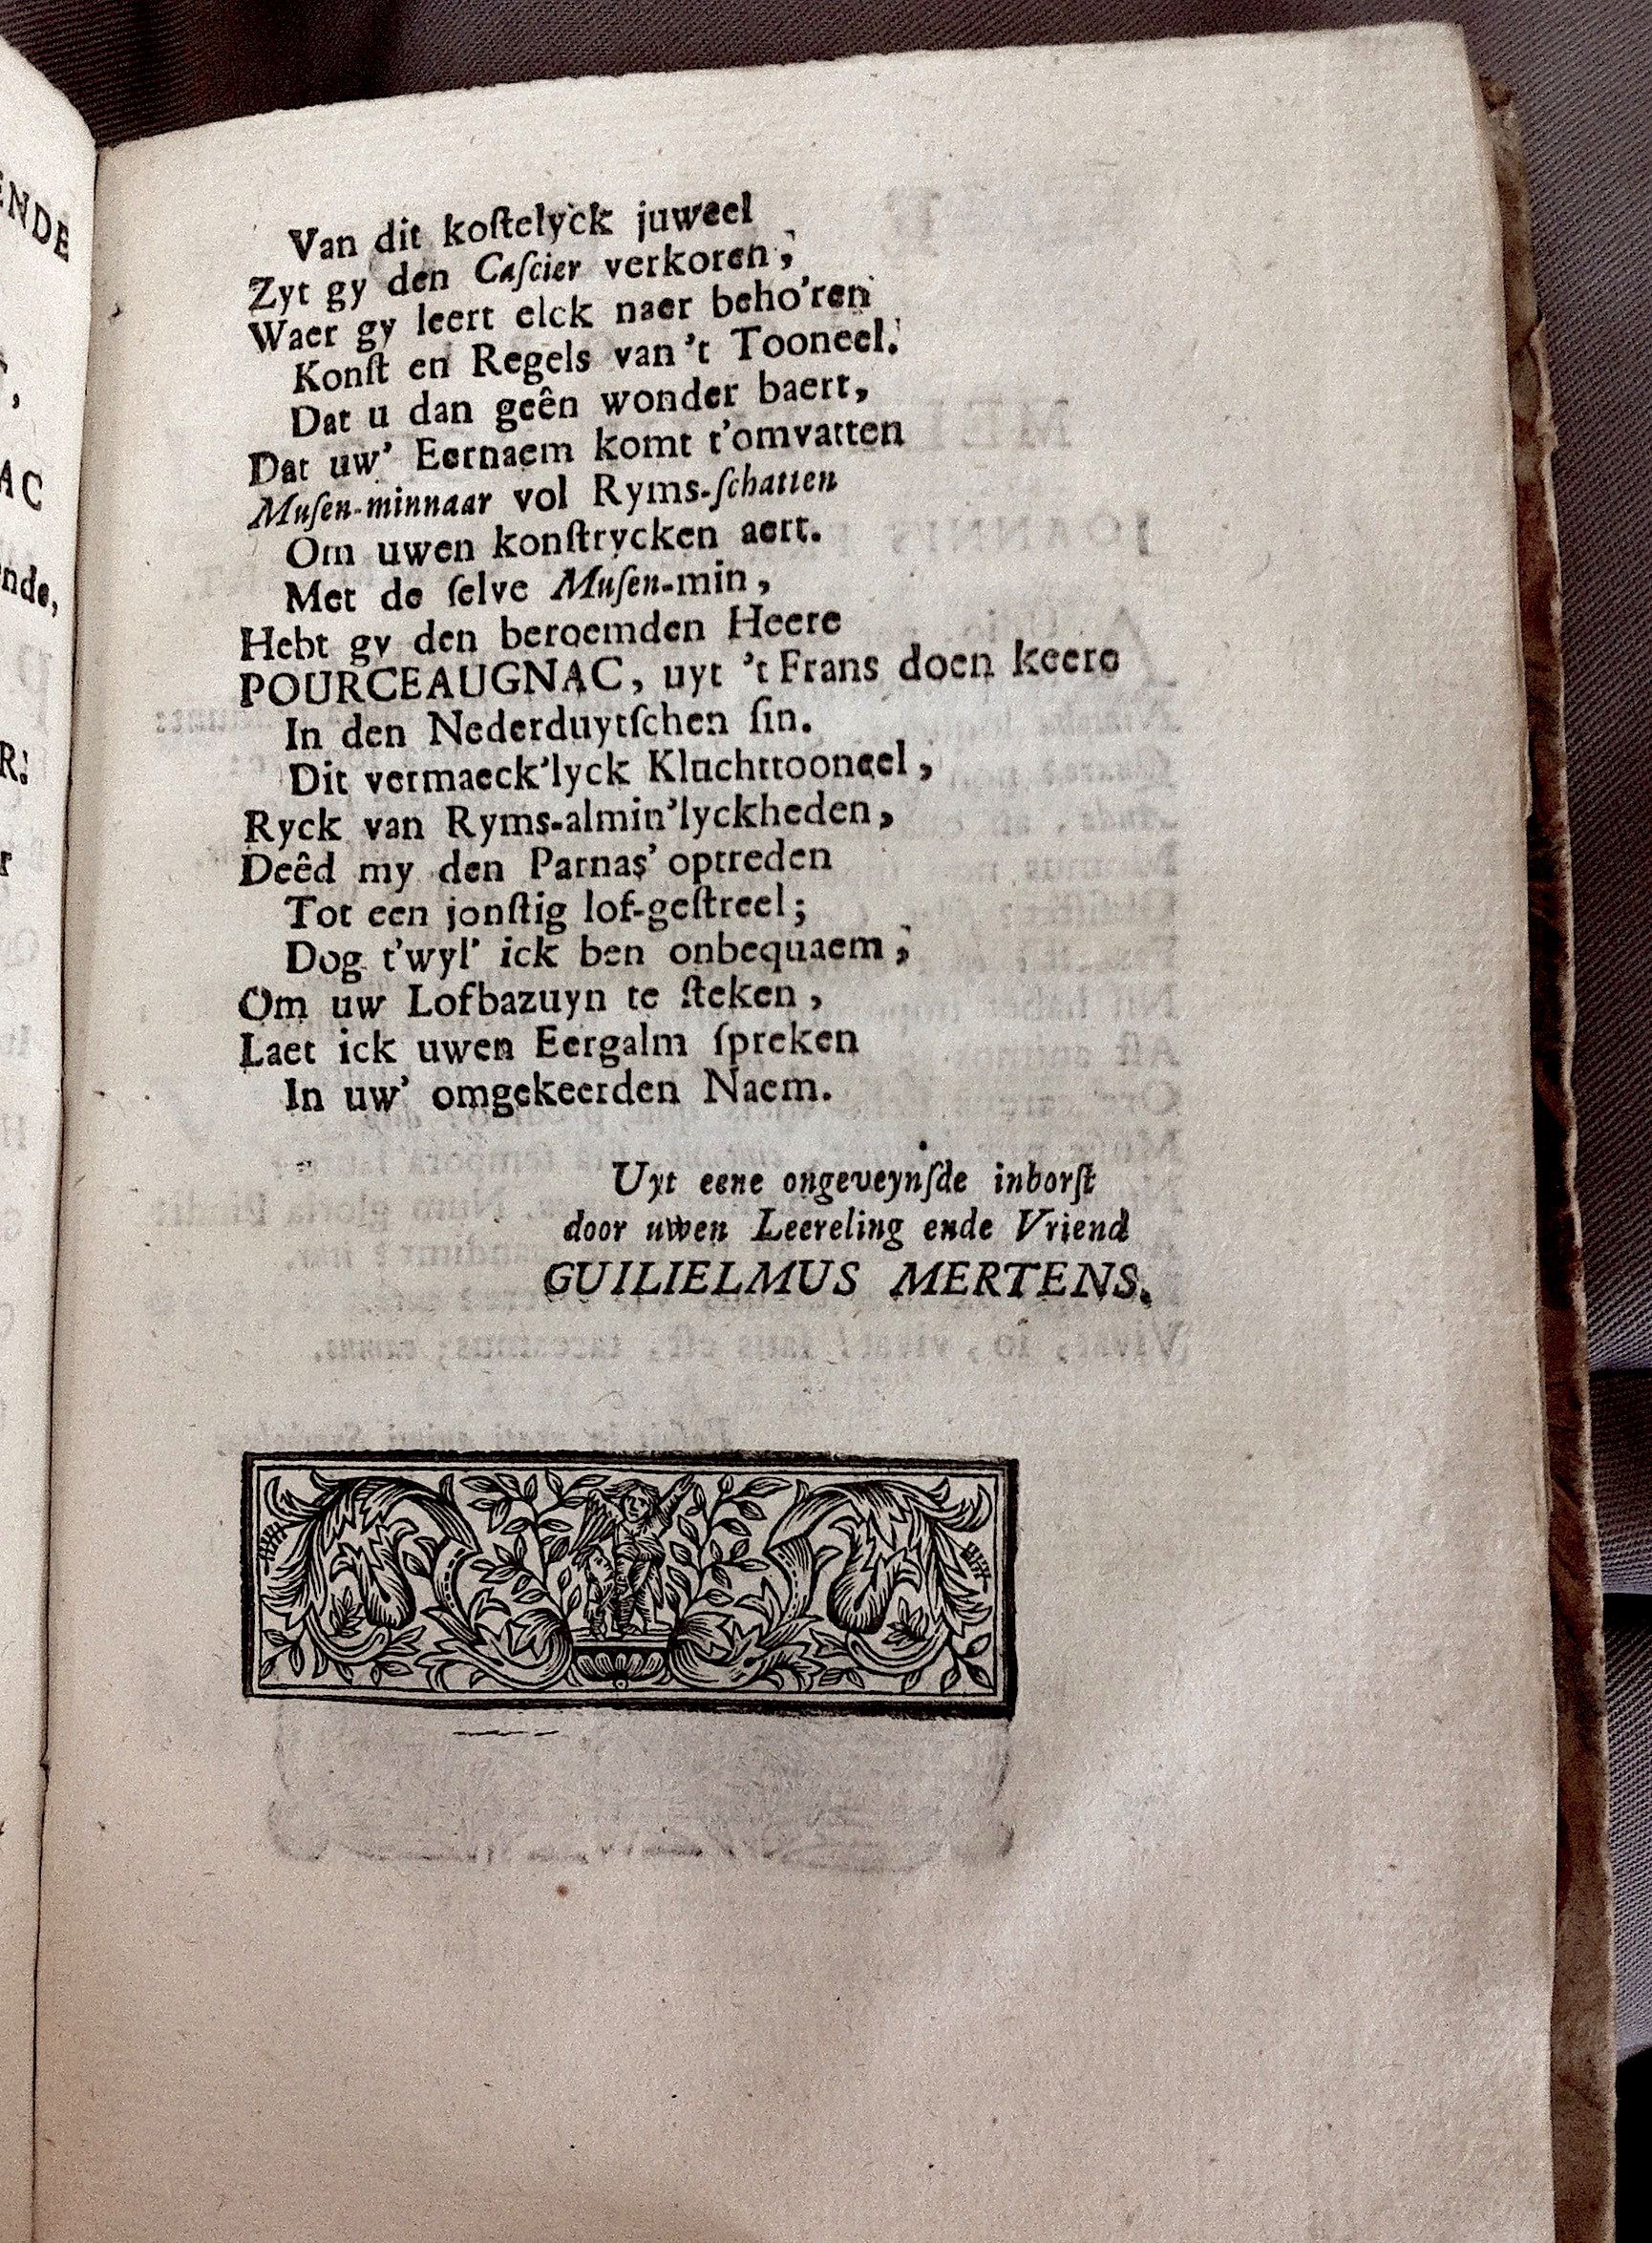 Van dit koſtelyck juweel
Zyt gy den Caſcier verkoren,
Waer gy leert elck naer beho'ren
Konſt en Regels van 't Tooneel.
Dat u dan geên wonder baert,
Dat uw' Eernaem komt t'omvatten
Muſen-minnaar vol Ryms-ſchatten
Om uwen konſtrycken aert.
Met de ſelve Muſen-min,
Hebt gy den beroemden Heere
POURCEAUGNAC, uyt 't Frans doen keere
In den Nederduytſchen ſin.
Dit vermaeck'lyck Kluchttooneel,
Ryck van Ryms-almin'lyckheden,
Deêd my den Parnas' optreden
Tot een jonſtig lof-geſtreel;
Dog t'wyl' ick ben onbequaem,
Om uw Lofbazuyn te ſteken,
Laet ick uwen Eergalm ſpreken
In uw' omgekeerden Naem.
Uyt eene ongeveynſde inborſt
door uwen Leereling ende Vriend
GUILIELMUS MERTENS.